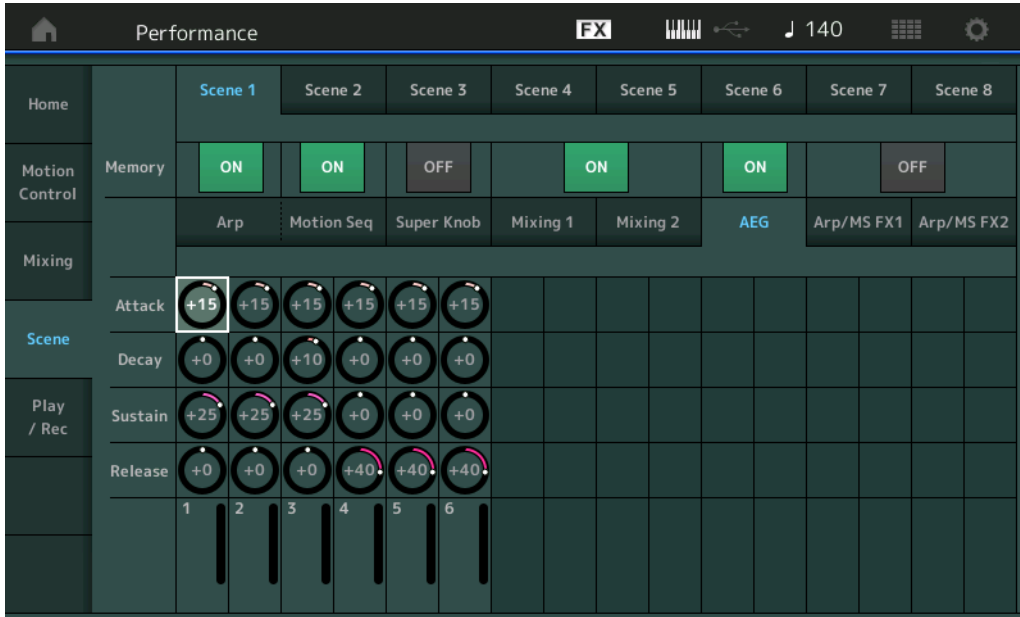 Performance FX 140
Scene 1 Scene 2 Scene 3 Scene 4 Scene 5 Scene 6 Scene 7 Scene 8
Home
Motion
Control
Memory ON ON OFF ON ON OFF
Arp Motion Seq Super Knob Mixing 1 Mixing 2 AEG Arp/MS FX1 Arp/MS FX2
Mixing
Attack +15 +15 +15 +15 +15 +15
Scene
Decay +0 +0 +10 +0 +0 +0
Play
/ Rec
Sustain +25 +25 +25 +0 +0 +0
Release +0 +0 +0 +40 +40 +40
1 2 3 4 5 6